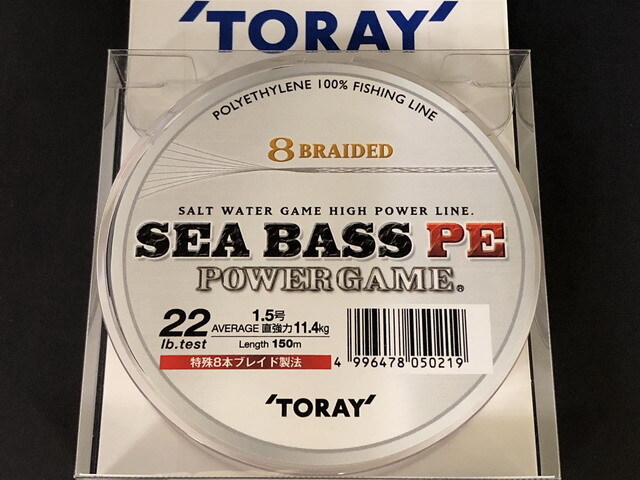 'TORAY'
POLYETHYLENE 100% FISHING LINE
8 BRAIDED
SALT WATER GAME HIGH POWER LINE.
SEA BASS PE
POWER GAME®
22 lb.test
1.5号
AVERAGE 直強力 11.4kg
Length 150m
特殊8本ブレイド製法
4 996478 050219
'TORAY'